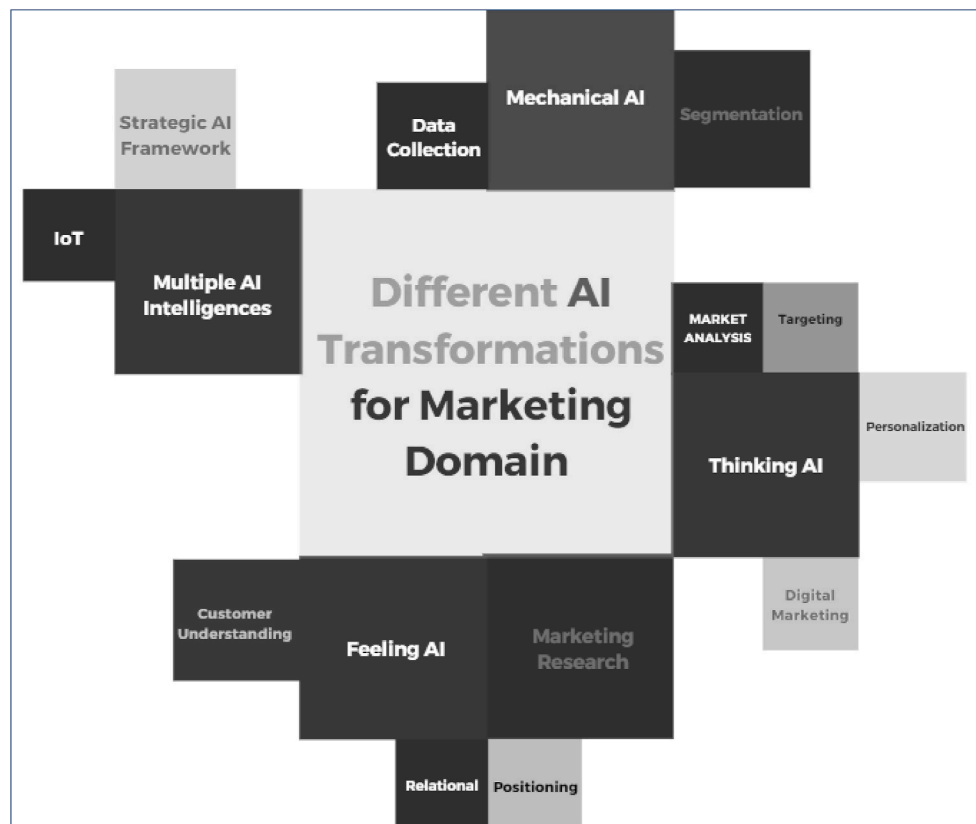 Mechanical AI
Data
Collection
Segmentation
Strategic AI
Framework
IoT
Multiple AI
Intelligences
Different AI
Transformations
for Marketing
Domain
MARKET
ANALYSIS
Targeting
Personalization
Thinking AI
Digital
Marketing
Customer
Understanding
Feeling AI
Marketing
Research
Relational
Positioning